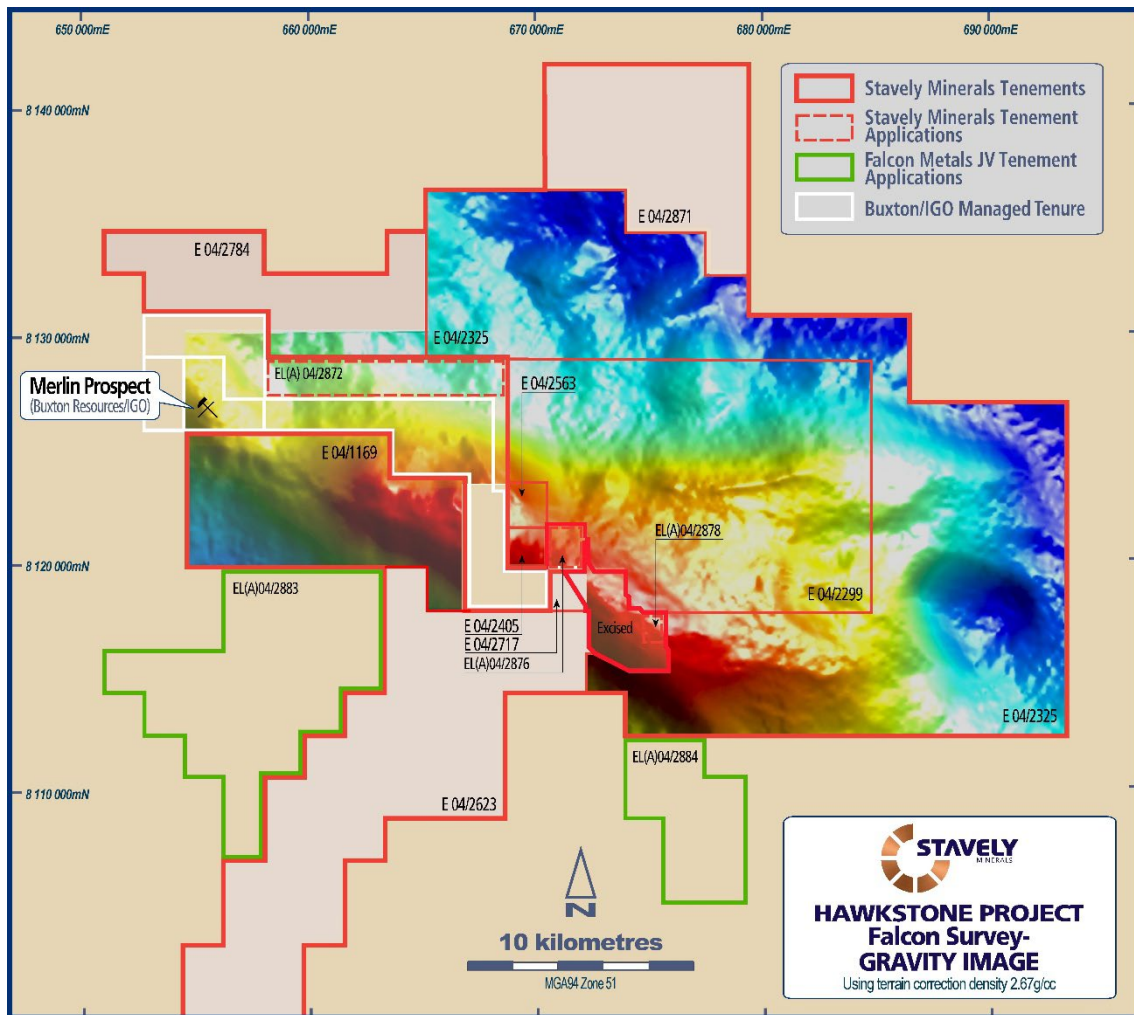 650 000mE
660 000mE
670 000mE
680 000mE
690 000mE
8 140 000mN
8 130 000mN
8 120 000mN
8 110 000mN
Stavely Minerals Tenements
Stavely Minerals Tenement
Applications
Falcon Metals JV Tenement
Applications
Buxton/IGO Managed Tenure
E 04/2871
E 04/2784
E 04/2325
EL(A) 04/2872
E 04/2563
Merlin Prospect
(Buxton Resources/IGO)
E 04/1169
EL(A)04/2878
EL(A)04/2883
E 04/2299
E 04/2405
E 04/2717
EL(A)04/2876
Excised
E 04/2325
EL(A)04/2884
E 04/2623
N
10 kilometres
MGA94 Zone 51
STAVELY
MINERALS
HAWKSTONE PROJECT
Falcon Survey-
GRAVITY IMAGE
Using terrain correction density 2.67g/cc